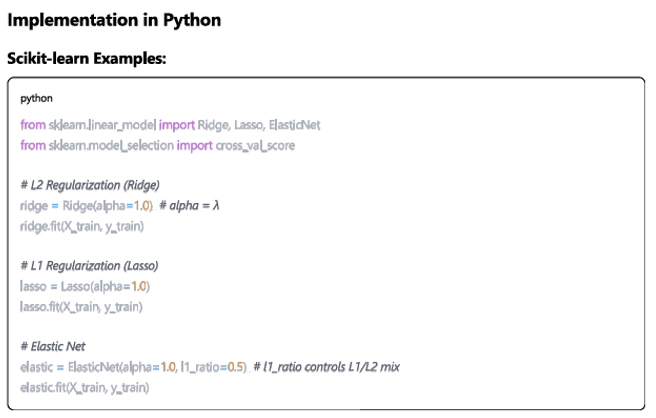 Implementation in Python
Scikit-learn Examples:
python
from sklearn.linear_model import Ridge, Lasso, ElasticNet
from sklearn.model_selection import cross_val_score
# L2 Regularization (Ridge)
ridge = Ridge(alpha=1.0) # alpha = λ
ridge.fit(X_train, y_train)
# L1 Regularization (Lasso)
lasso = Lasso(alpha=1.0)
lasso.fit(X_train, y_train)
# Elastic Net
elastic = ElasticNet(alpha=1.0, l1_ratio=0.5) # l1_ratio controls L1/L2 mix
elastic.fit(X_train, y_train)